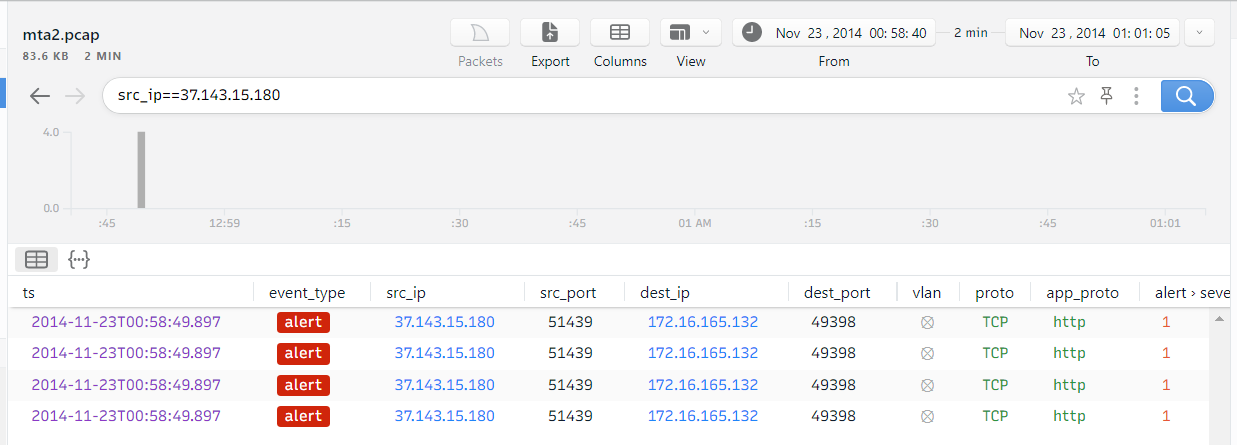 mta2.pcap
83.6 KB 2 MIN
Packets Export Columns View
Nov 23 , 2014 00: 58: 40 2 min Nov 23 , 2014 01: 01: 05
From To
src_ip==37.143.15.180
4.0
0.0
:45 12:59 :15 :30 :45 01 AM :15 :30 :45 01:01
{···}
ts event_type src_ip src_port dest_ip dest_port vlan proto app_proto alert › seve
2014-11-23T00:58:49.897 alert 37.143.15.180 51439 172.16.165.132 49398 TCP http 1
2014-11-23T00:58:49.897 alert 37.143.15.180 51439 172.16.165.132 49398 TCP http 1
2014-11-23T00:58:49.897 alert 37.143.15.180 51439 172.16.165.132 49398 TCP http 1
2014-11-23T00:58:49.897 alert 37.143.15.180 51439 172.16.165.132 49398 TCP http 1